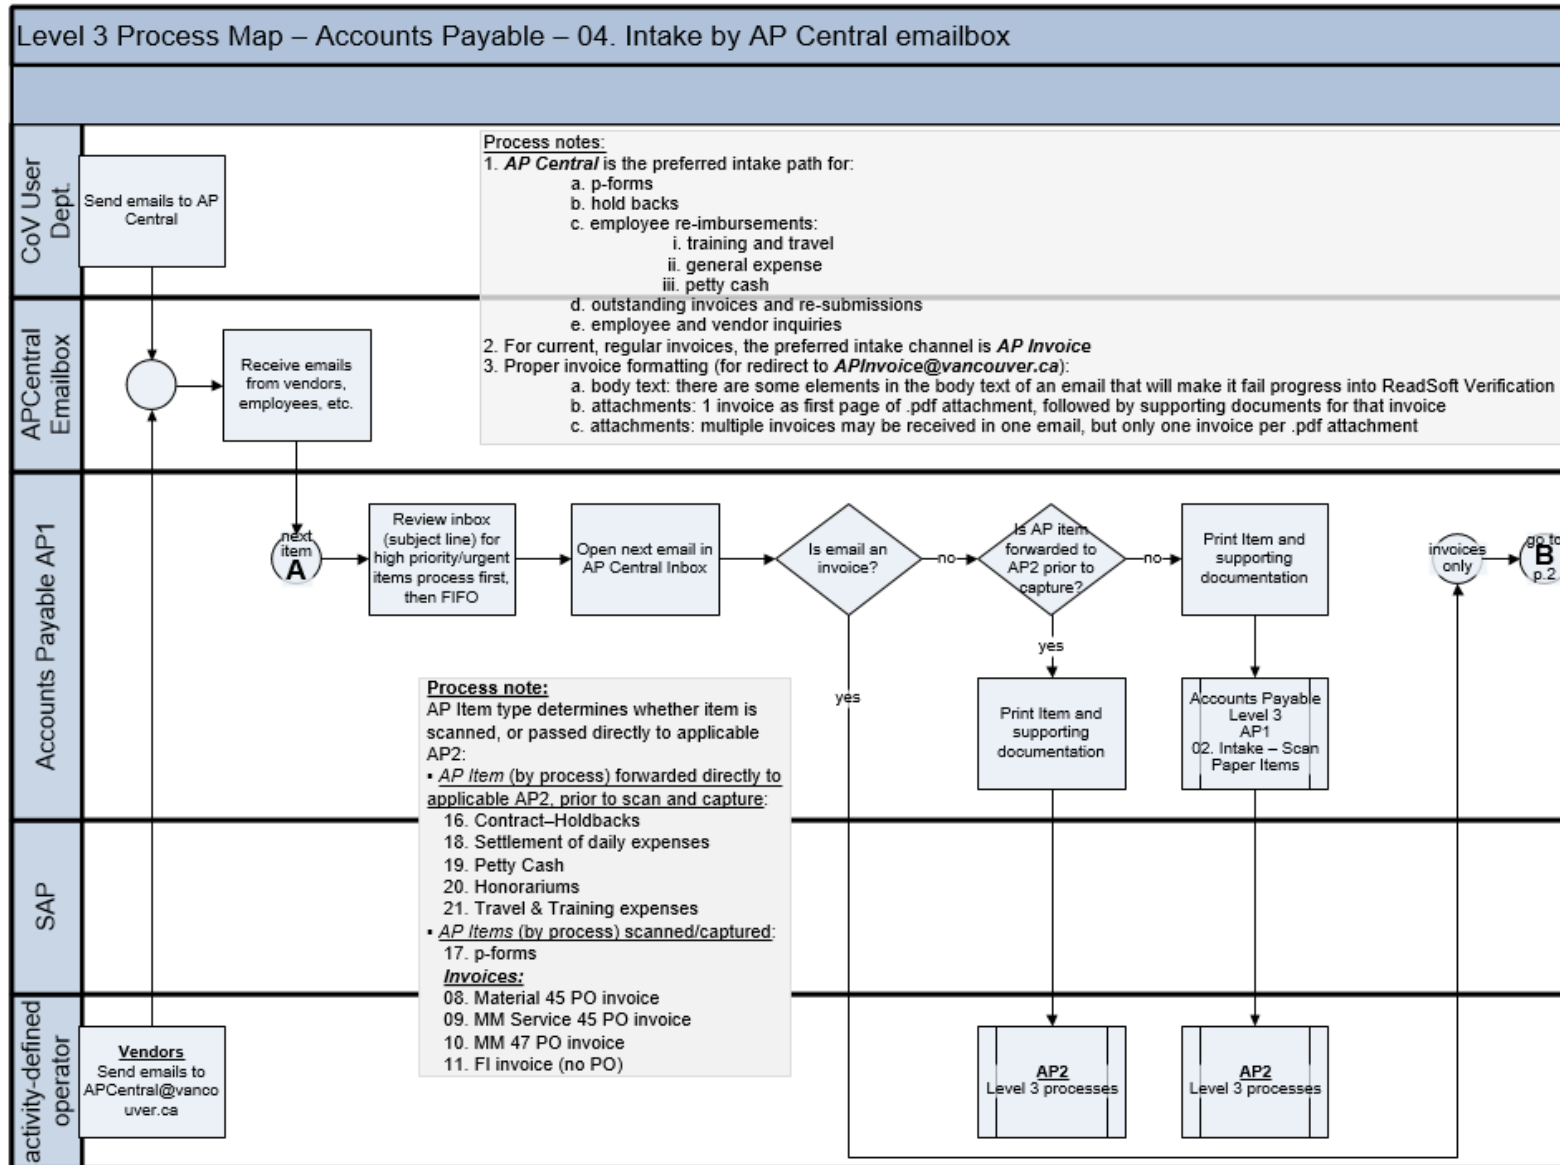 Level 3 Process Map – Accounts Payable – 04. Intake by AP Central emailbox
CoV User
Dept.
Send emails to AP
Central
Process notes:
1. AP Central is the preferred intake path for:
a. p-forms
b. hold backs
c. employee re-imbursements:
i. training and travel
ii. general expense
iii. petty cash
d. outstanding invoices and re-submissions
e. employee and vendor inquiries
2. For current, regular invoices, the preferred intake channel is AP Invoice
3. Proper invoice formatting (for redirect to APInvoice@vancouver.ca):
a. body text: there are some elements in the body text of an email that will make it fail progress into ReadSoft Verification
b. attachments: 1 invoice as first page of .pdf attachment, followed by supporting documents for that invoice
c. attachments: multiple invoices may be received in one email, but only one invoice per .pdf attachment
APCentral
Emailbox
Receive emails
from vendors,
employees, etc.
Accounts Payable AP1
next
item
A
Review inbox
(subject line) for
high priority/urgent
items process first,
then FIFO
Open next email in
AP Central Inbox
Is email an
invoice?
no
Is AP item
forwarded to
AP2 prior to
capture?
no
Print Item and
supporting
documentation
invoices
only
go to
B
p.2
yes
yes
Print Item and
supporting
documentation
Accounts Payable
Level 3
AP1
02. Intake – Scan
Paper Items
Process note:
AP Item type determines whether item is
scanned, or passed directly to applicable
AP2:
▪ AP Item (by process) forwarded directly to
applicable AP2, prior to scan and capture:
16. Contract–Holdbacks
18. Settlement of daily expenses
19. Petty Cash
20. Honorariums
21. Travel & Training expenses
▪ AP Items (by process) scanned/captured:
17. p-forms
Invoices:
08. Material 45 PO invoice
09. MM Service 45 PO invoice
10. MM 47 PO invoice
11. FI invoice (no PO)
SAP
activity-defined
operator
Vendors
Send emails to
APCentral@vanco
uver.ca
AP2
Level 3 processes
AP2
Level 3 processes